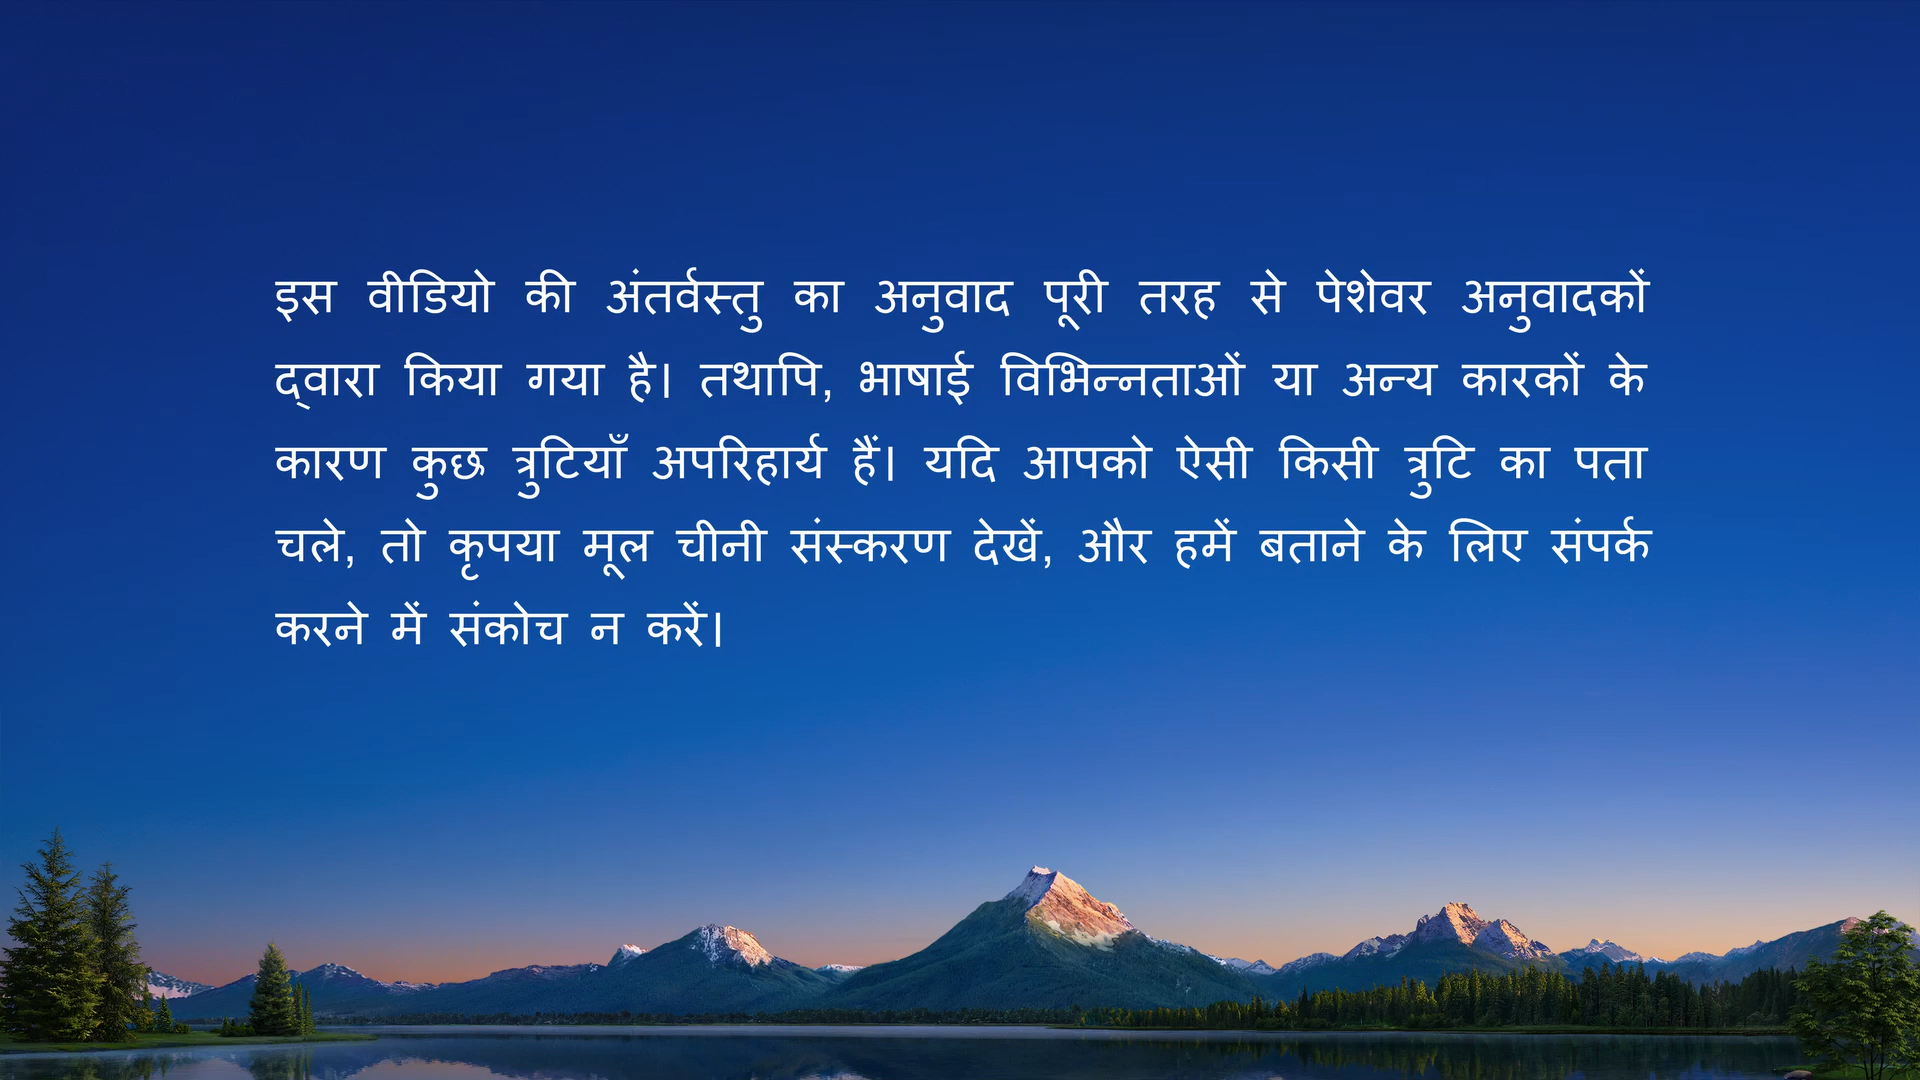 इस वीडियो की अंतर्वस्तु का अनुवाद पूरी तरह से पेशेवर अनुवादकों
द्‌वारा किया गया है। तथापि, भाषाई विभिन्नताओं या अन्य कारकों के
कारण कुछ त्रुटियाँ अपरिहार्य हैं। यदि आपको ऐसी किसी त्रुटि का पता
चले, तो कृपया मूल चीनी संस्करण देखें, और हमें बताने के लिए संपर्क
करने में संकोच न करें।